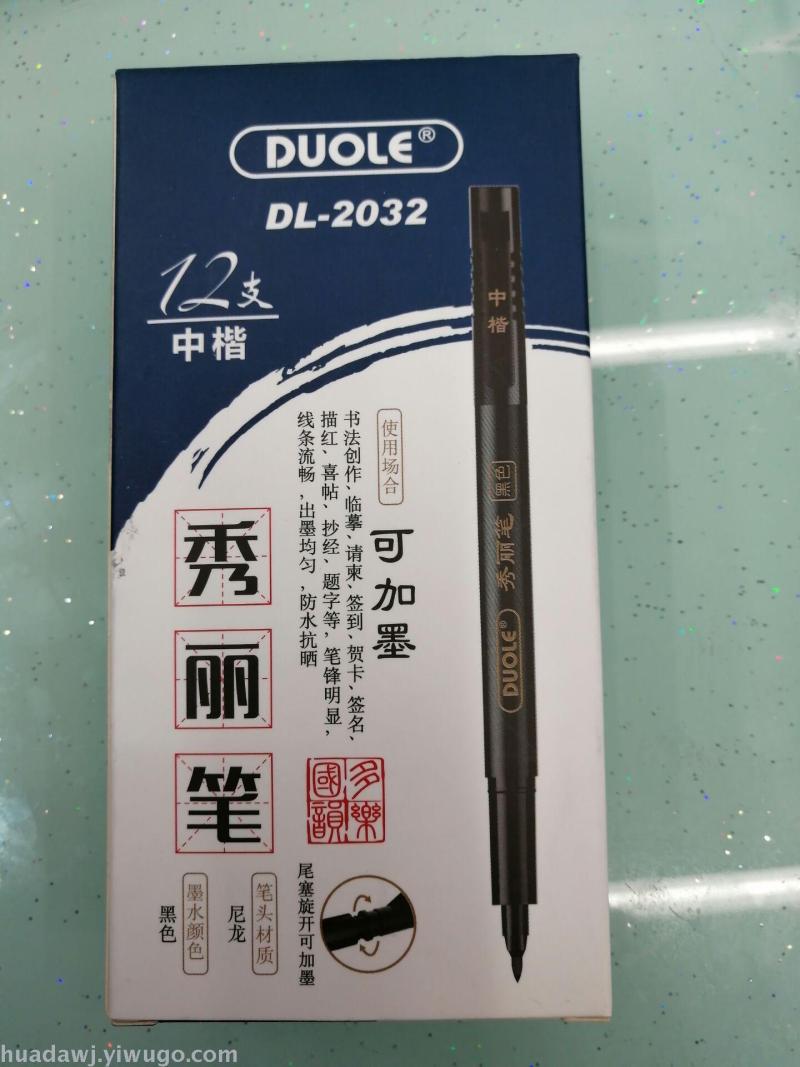 DUOLE®
DL-2032
12支
中楷
中楷
黑色
秀丽笔
DUOLE®
使用场合
书法创作、临摹、请柬、签到、贺卡、签名、
描红、喜帖、抄经、题字等，笔锋明显，
线条流畅，出墨均匀，防水抗晒
可加墨
秀丽笔
多樂
國韻
尾塞旋开可加墨
笔头材质
尼龙
墨水颜色
黑色
huadawj.yiwugo.com